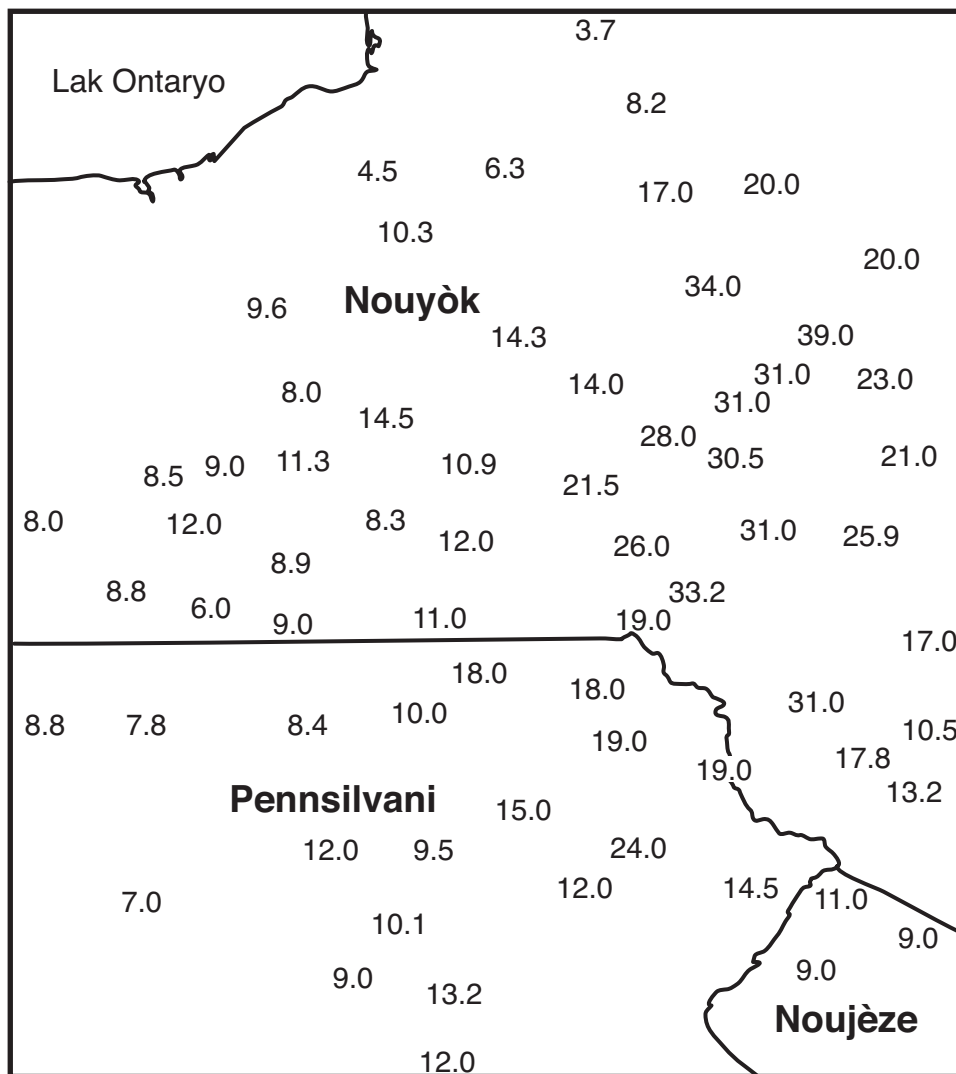 3.7
Lak Ontaryo
8.2
4.5 6.3 17.0 20.0
10.3
20.0
34.0
9.6 Nouyòk
14.3 39.0
31.0 23.0
8.0 14.0
14.5 31.0
28.0
8.5 9.0 11.3 10.9 30.5 21.0
21.5
8.0 12.0 8.3 31.0 25.9
12.0 26.0
8.9
8.8 33.2
6.0 9.0 11.0 19.0
17.0
18.0 18.0
31.0
8.8 7.8 8.4 10.0 10.5
19.0
19.0 17.8
13.2
Pennsilvani 15.0
12.0 9.5 24.0
7.0 12.0 14.5 11.0
10.1
9.0
9.0 13.2 9.0
Noujèze
12.0